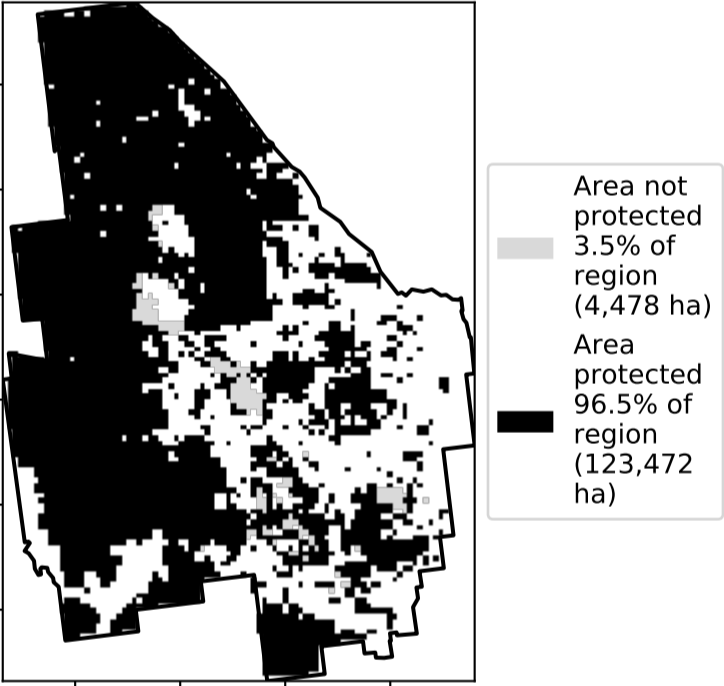 Area not
protected
3.5% of
region
(4,478 ha)
Area
protected
96.5% of
region
(123,472
ha)